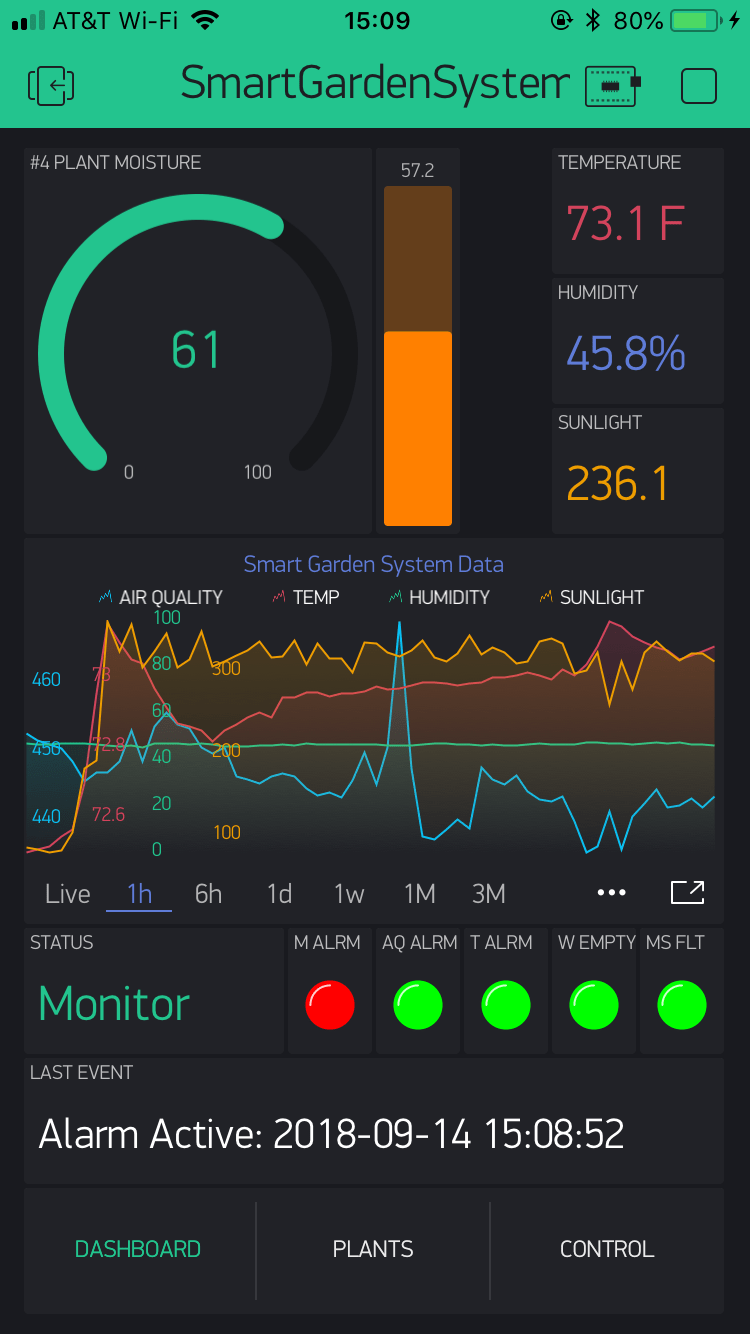 AT&T Wi-Fi 15:09 80%
SmartGardenSystem
#4 PLANT MOISTURE
57.2
TEMPERATURE
73.1 F
HUMIDITY
45.8%
SUNLIGHT
236.1
61
0 100
Smart Garden System Data
AIR QUALITY TEMP HUMIDITY SUNLIGHT
100
460 73 80 300
60
450 72.8 40 200
440 72.6 20 100
0
Live 1h 6h 1d 1w 1M 3M
STATUS M ALRM AQ ALRM T ALRM W EMPTY MS FLT
Monitor
LAST EVENT
Alarm Active: 2018-09-14 15:08:52
DASHBOARD PLANTS CONTROL